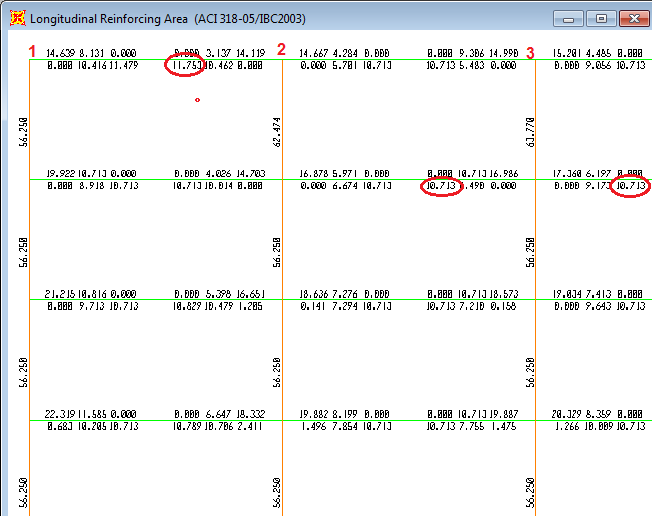 Longitudinal Reinforcing Area (ACI 318-05/IBC2003)
1 2 3
14.639 8.131 0.000 0.000 3.137 14.119 14.667 4.284 0.000 0.000 9.306 14.990 15.201 4.485 0.000
0.000 10.416 11.479 11.753 10.462 0.000 0.000 5.701 10.713 10.713 5.483 0.000 0.000 9.056 10.713
56.250 62.474 63.770
19.922 10.713 0.000 0.000 4.026 14.703 16.878 5.971 0.000 0.000 10.713 16.986 17.360 6.197 0.000
0.000 8.918 10.713 10.713 10.014 0.000 0.000 6.674 10.713 10.713 0.000 0.000 9.173 10.713
56.250 56.250 56.250
21.215 10.816 0.000 0.000 5.398 16.651 18.636 7.276 0.000 0.000 10.713 18.573 19.034 7.413 0.000
0.000 9.713 10.713 10.829 10.479 1.205 0.141 7.294 10.713 10.713 7.210 0.158 0.000 9.643 10.713
56.250 56.250 56.250
22.319 11.585 0.000 0.000 6.647 18.332 19.882 8.199 0.000 0.000 10.713 19.887 20.329 8.359 0.000
0.683 10.205 10.713 10.789 10.706 2.411 1.496 7.854 10.713 10.713 7.755 1.475 1.266 10.009 10.713
56.250 56.250 56.250